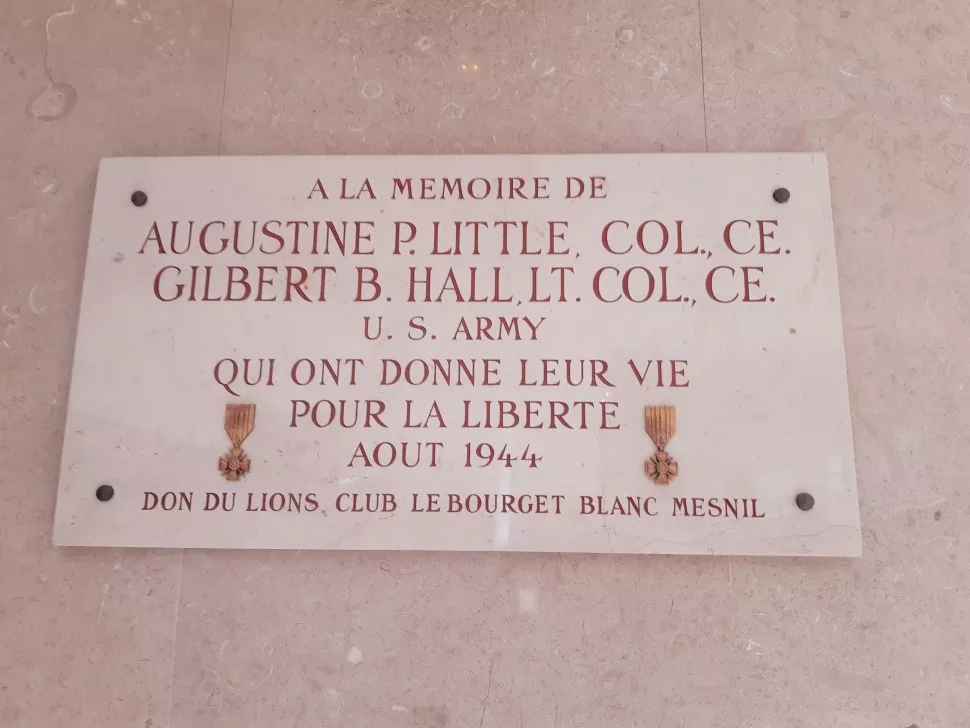 A LA MEMOIRE DE
AUGUSTINE P. LITTLE, COL., CE.
GILBERT B. HALL, LT. COL., CE.
U. S. ARMY
QUI ONT DONNE LEUR VIE
POUR LA LIBERTE
AOUT 1944
DON DU LIONS CLUB LE BOURGET BLANC MESNIL